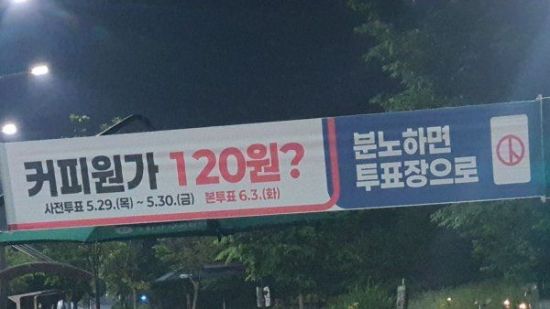 커피원가 120원?
사전투표 5.29.(목) ~ 5.30.(금) 본투표 6.3.(화)
분노하면
투표장으로